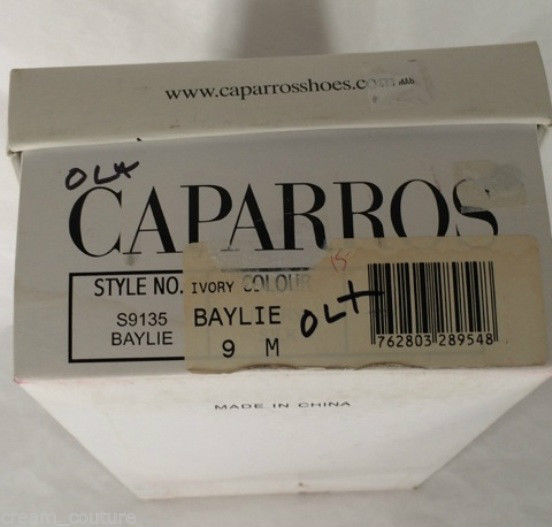 www.caparrosshoes.com
OLX
CAPARROS
STYLE NO. IVORY COLOUR 15
S9135 BAYLIE OLX
BAYLIE 9 M 762803 289548
MADE IN CHINA
cream_couture